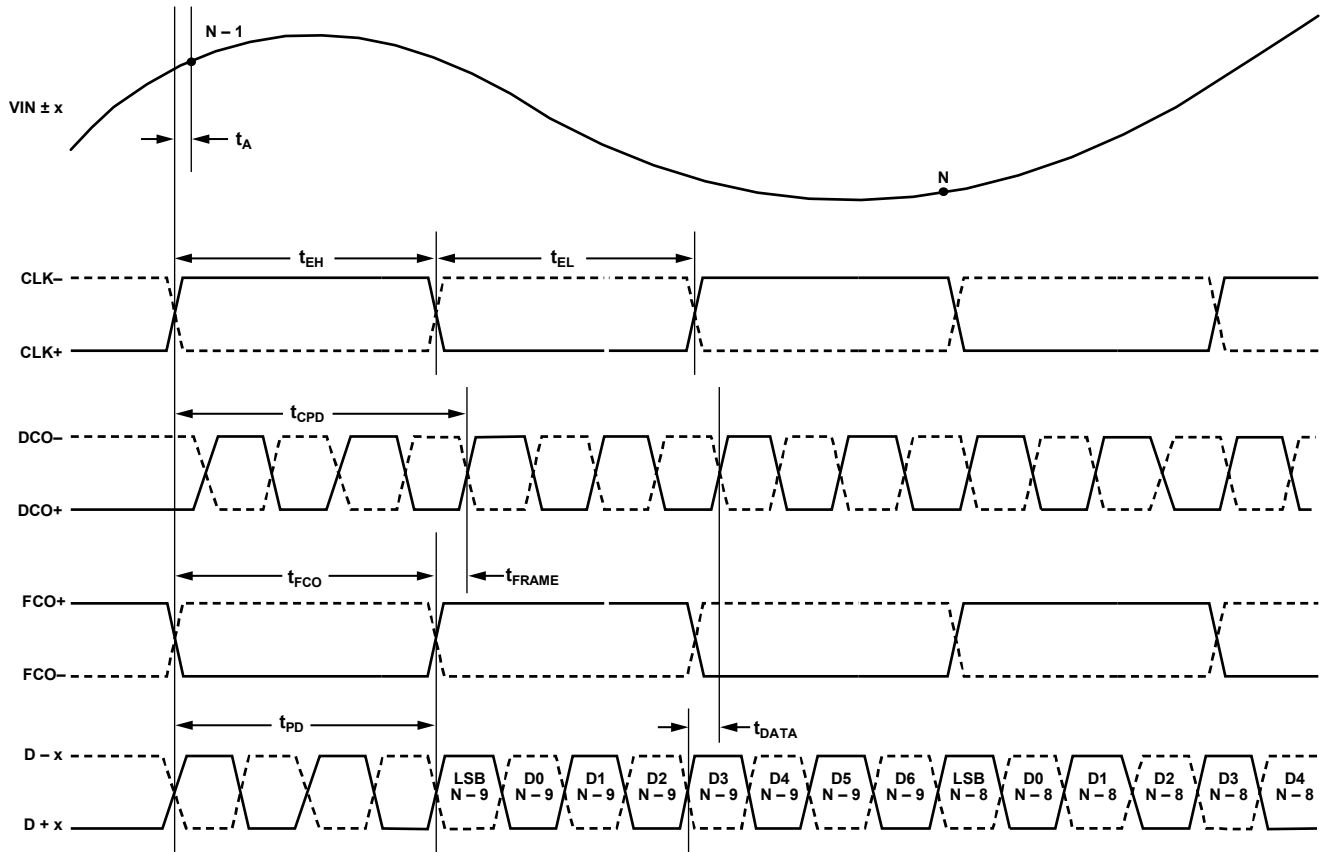 N – 1
VIN ± x
tA
N
tEH
tEL
CLK–
CLK+
tCPD
DCO–
DCO+
tFCO
tFRAME
FCO+
FCO–
tPD
tDATA
D – x
LSB N – 9
D0 N – 9
D1 N – 9
D2 N – 9
D3 N – 9
D4 N – 9
D5 N – 9
D6 N – 9
LSB N – 8
D0 N – 8
D1 N – 8
D2 N – 8
D3 N – 8
D4 N – 8
D + x